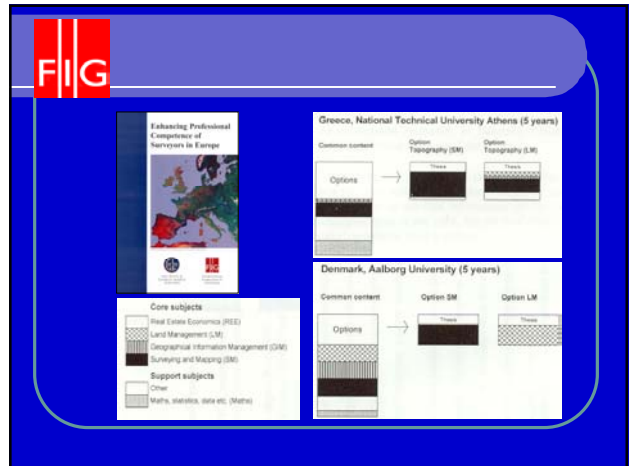 FIG
Enhancing Professional
Competence of
Surveyors in Europe
FIG
Core subjects
Real Estate Economics (REE)
Land Management (LM)
Geographical Information Management (GIM)
Surveying and Mapping (SM)
Support subjects
Other
Maths, statistics, data etc. (Maths)
Greece, National Technical University Athens (5 years)
Common content
Option
Topography (SM)
Option
Topography (LM)
Options
Thesis
Thesis
Denmark, Aalborg University (5 years)
Common content
Option SM
Option LM
Options
Thesis
Thesis